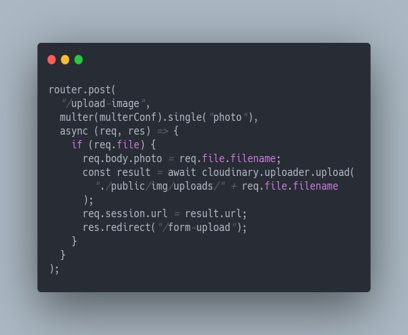 router.post(
"/upload-image",
multer(multerConf).single("photo"),
async (req, res) => {
if (req.file) {
req.body.photo = req.file.filename;
const result = await cloudinary.uploader.upload(
"./public/img/uploads/" + req.file.filename
);
req.session.url = result.url;
res.redirect("/form-upload");
}
}
);